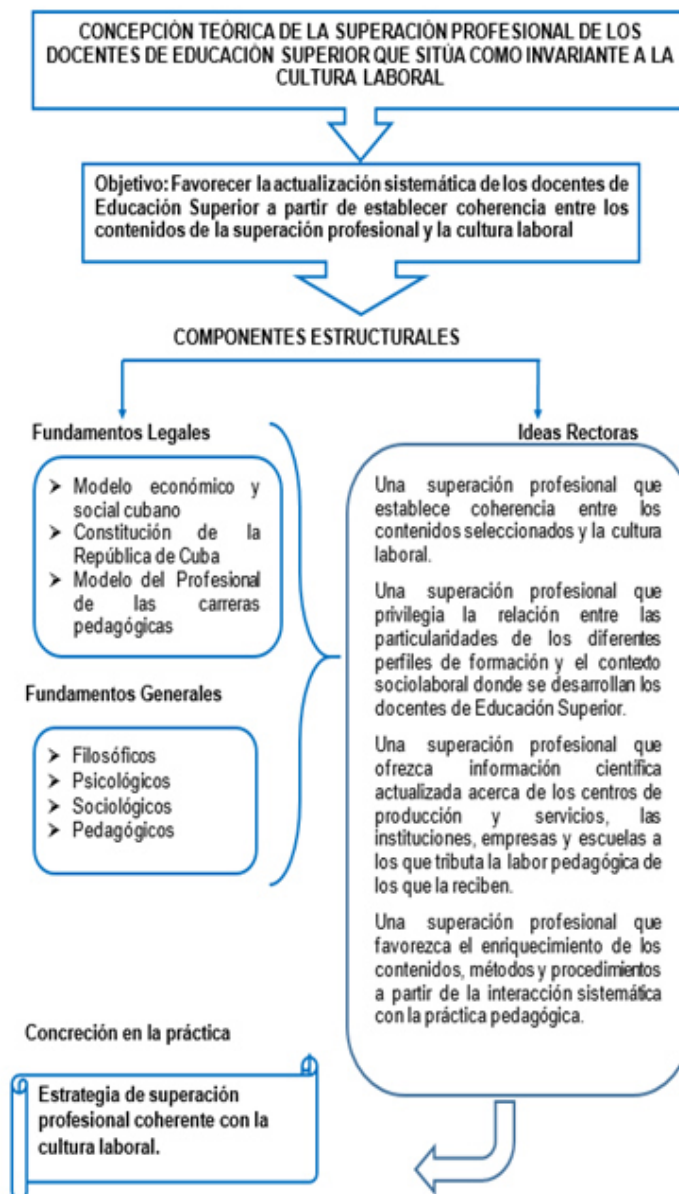 CONCEPCIÓN TEÓRICA DE LA SUPERACIÓN PROFESIONAL DE LOS
DOCENTES DE EDUCACIÓN SUPERIOR QUE SITÚA COMO INVARIANTE A LA
CULTURA LABORAL
Objetivo: Favorecer la actualización sistemática de los docentes de
Educación Superior a partir de establecer coherencia entre los
contenidos de la superación profesional y la cultura laboral
COMPONENTES ESTRUCTURALES
Fundamentos Legales
➤ Modelo económico y
social cubano
➤ Constitución de la
República de Cuba
➤ Modelo del Profesional
de las carreras
pedagógicas
Fundamentos Generales
➤ Filosóficos
➤ Psicológicos
➤ Sociológicos
➤ Pedagógicos
Ideas Rectoras
Una superación profesional que
establece coherencia entre los
contenidos seleccionados y la cultura
laboral.
Una superación profesional que
privilegia la relación entre las
particularidades de los diferentes
perfiles de formación y el contexto
sociolaboral donde se desarrollan los
docentes de Educación Superior.
Una superación profesional que
ofrezca información científica
actualizada acerca de los centros de
producción y servicios, las
instituciones, empresas y escuelas a
los que tributa la labor pedagógica de
los que la reciben.
Una superación profesional que
favorezca el enriquecimiento de los
contenidos, métodos y procedimientos
a partir de la interacción sistemática
con la práctica pedagógica.
Concreción en la práctica
Estrategia de superación
profesional coherente con la
cultura laboral.